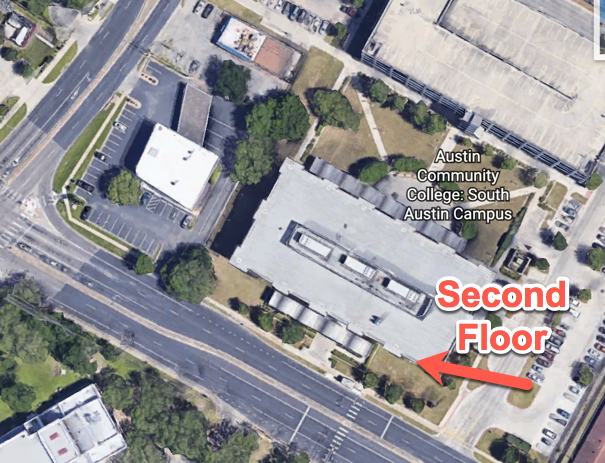 Austin
Community
College: South
Austin Campus
Second
Floor